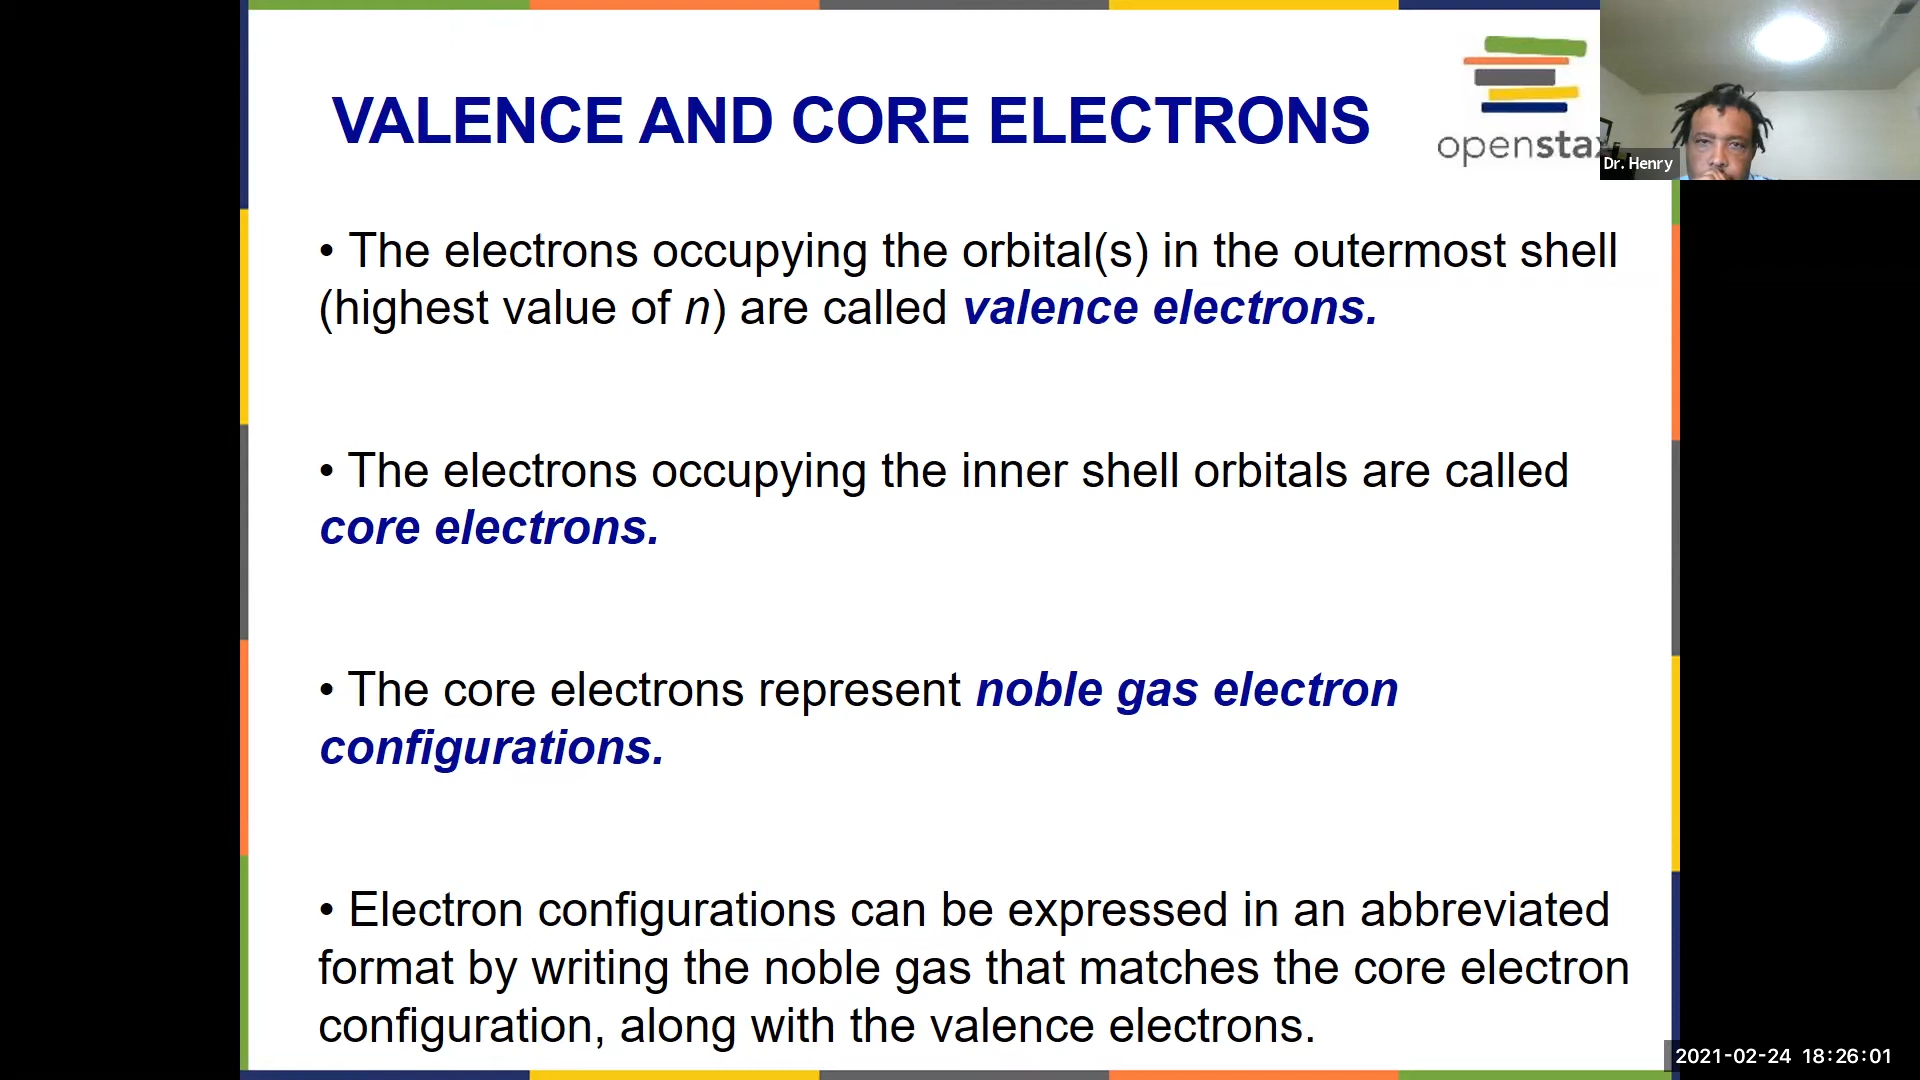 VALENCE AND CORE ELECTRONS
openstax
Dr. Henry
• The electrons occupying the orbital(s) in the outermost shell
(highest value of n) are called valence electrons.
• The electrons occupying the inner shell orbitals are called
core electrons.
• The core electrons represent noble gas electron
configurations.
• Electron configurations can be expressed in an abbreviated
format by writing the noble gas that matches the core electron
configuration, along with the valence electrons.
2021-02-24 18:26:01